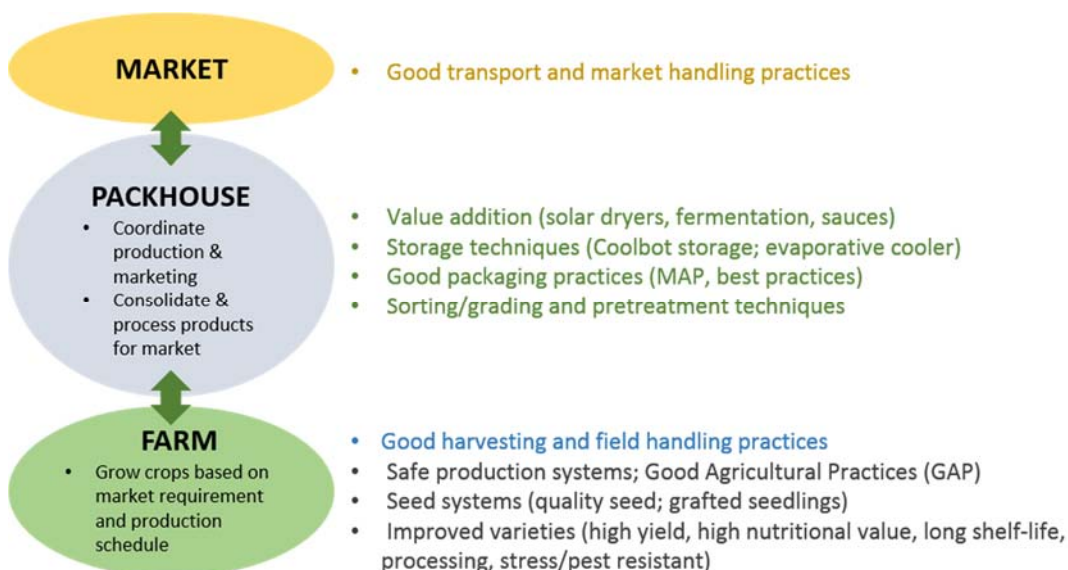 MARKET
• Good transport and market handling practices
PACKHOUSE
• Coordinate
production &
marketing
• Consolidate &
process products
for market
• Value addition (solar dryers, fermentation, sauces)
• Storage techniques (Coolbot storage; evaporative cooler)
• Good packaging practices (MAP, best practices)
• Sorting/grading and pretreatment techniques
FARM
• Grow crops based on
market requirement
and production
schedule
• Good harvesting and field handling practices
• Safe production systems; Good Agricultural Practices (GAP)
• Seed systems (quality seed; grafted seedlings)
• Improved varieties (high yield, high nutritional value, long shelf-life,
processing, stress/pest resistant)